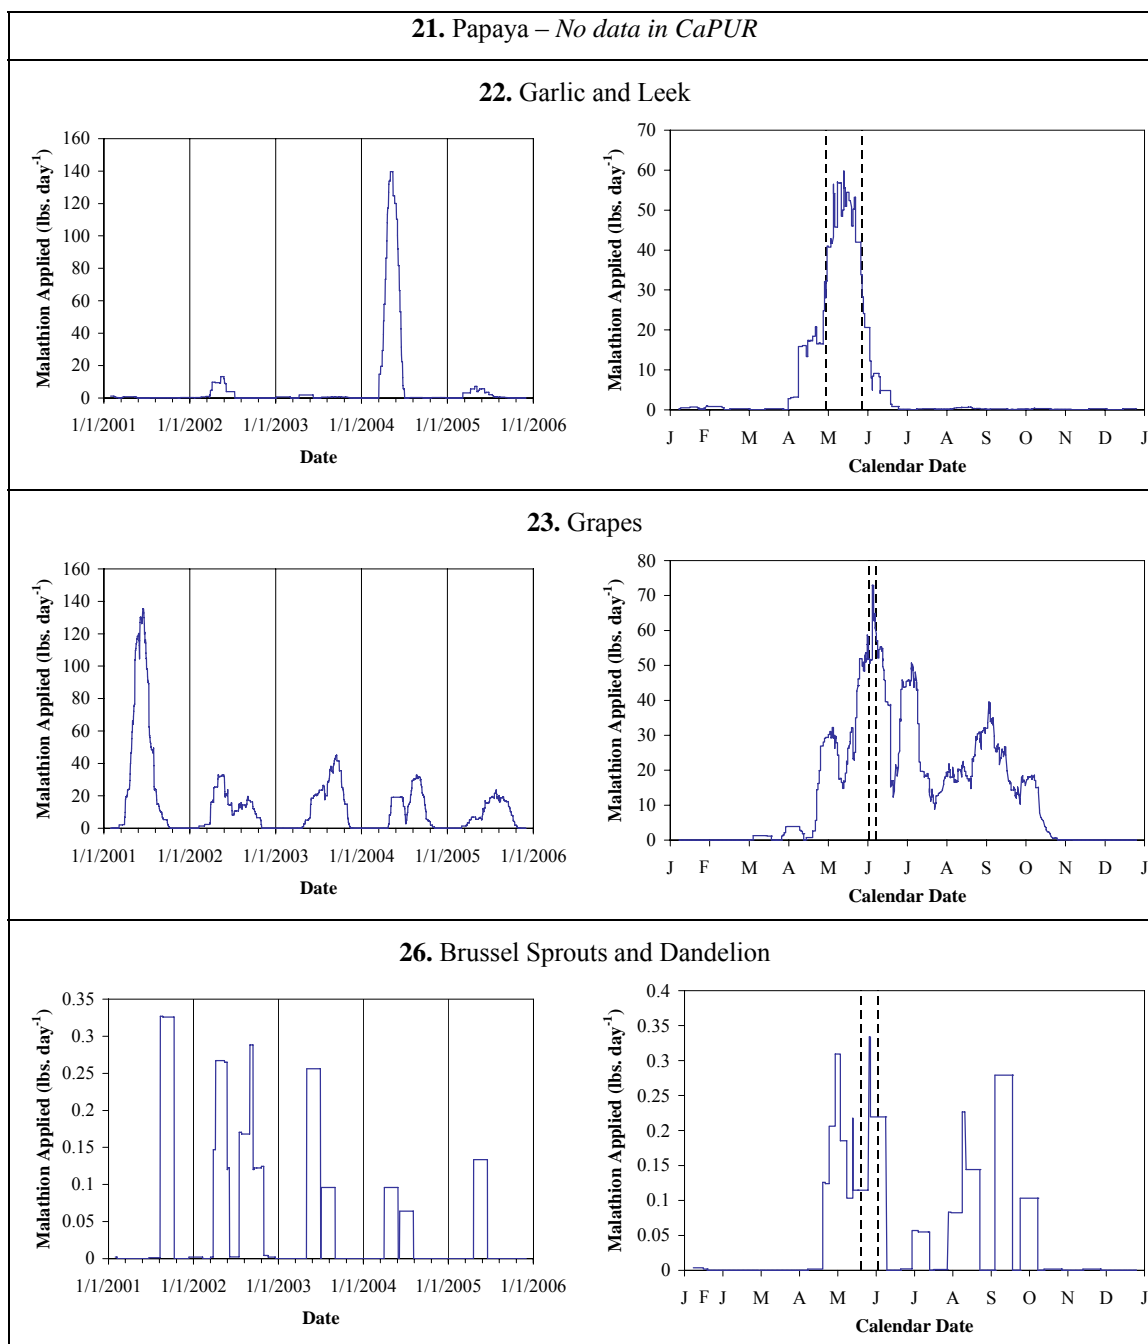 21. Papaya – No data in CaPUR
22. Garlic and Leek
Malathion Applied (lbs. day-1)
160
140
120
100
80
60
40
20
0
1/1/2001 1/1/2002 1/1/2003 1/1/2004 1/1/2005 1/1/2006
Date
Malathion Applied (lbs. day-1)
70
60
50
40
30
20
10
0
J F M A M J J A S O N D J
Calendar Date
23. Grapes
Malathion Applied (lbs. day-1)
160
140
120
100
80
60
40
20
0
1/1/2001 1/1/2002 1/1/2003 1/1/2004 1/1/2005 1/1/2006
Date
Malathion Applied (lbs. day-1)
80
70
60
50
40
30
20
10
0
J F M A M J J A S O N D J
Calendar Date
26. Brussel Sprouts and Dandelion
Malathion Applied (lbs. day-1)
0.35
0.3
0.25
0.2
0.15
0.1
0.05
0
1/1/2001 1/1/2002 1/1/2003 1/1/2004 1/1/2005 1/1/2006
Date
Malathion Applied (lbs. day-1)
0.4
0.35
0.3
0.25
0.2
0.15
0.1
0.05
0
J F J M A M J J A S O N D J
Calendar Date